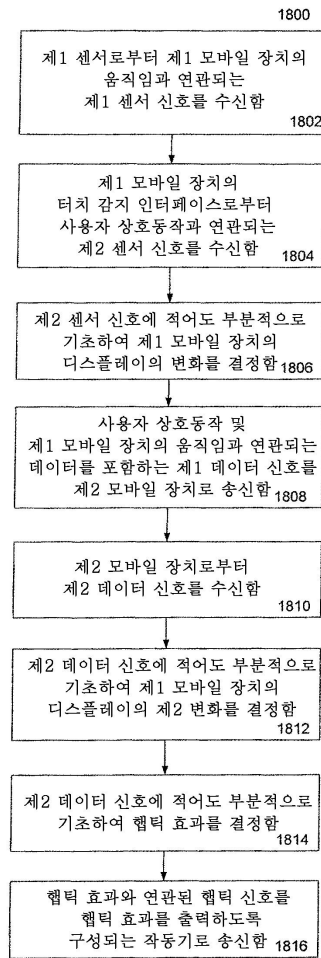 1800
제1 센서로부터 제1 모바일 장치의
움직임과 연관되는
제1 센서 신호를 수신함
1802
제1 모바일 장치의
터치 감지 인터페이스로부터
사용자 상호동작과 연관되는
제2 센서 신호를 수신함
1804
제2 센서 신호에 적어도 부분적으로
기초하여 제1 모바일 장치의
디스플레이의 변화를 결정함
1806
사용자 상호동작 및
제1 모바일 장치의 움직임과 연관되는
데이터를 포함하는 제1 데이터 신호를
제2 모바일 장치로 송신함
1808
제2 모바일 장치로부터
제2 데이터 신호를 수신함
1810
제2 데이터 신호에 적어도 부분적으로
기초하여 제1 모바일 장치의
디스플레이의 제2 변화를 결정함
1812
제2 데이터 신호에 적어도 부분적으로
기초하여 햅틱 효과를 결정함
1814
햅틱 효과와 연관된 햅틱 신호를
햅틱 효과를 출력하도록
구성되는 작동기로 송신함
1816